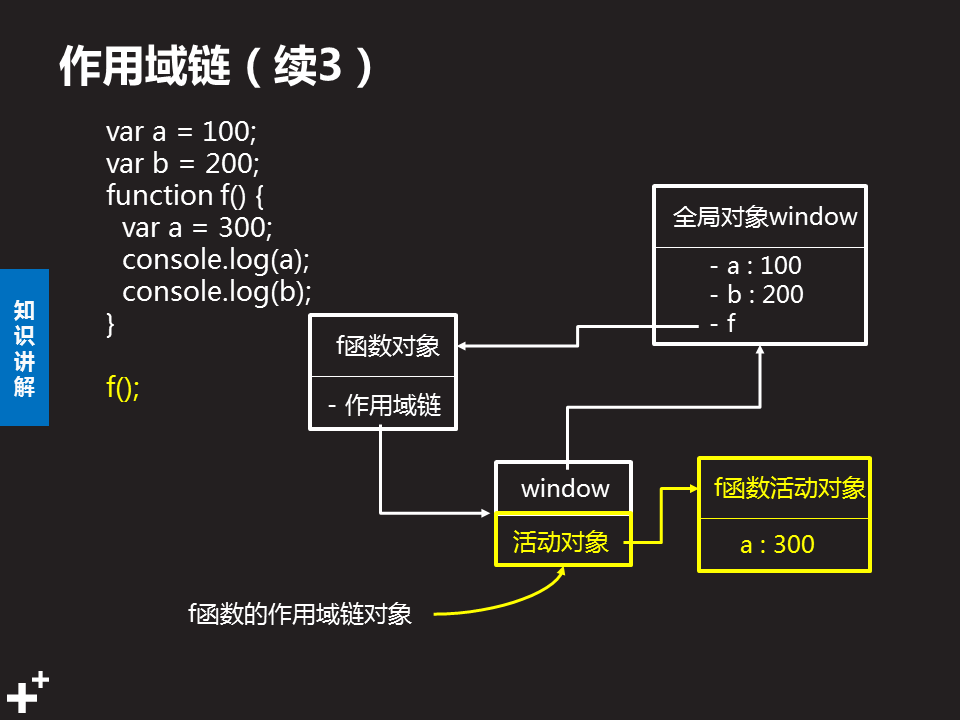 作用域链（续3）
var a = 100;
var b = 200;
function f() {
var a = 300;
console.log(a);
console.log(b);
}
f();
知
识
讲
解
全局对象window
- a : 100
- b : 200
- f
f函数对象
- 作用域链
window
活动对象
f函数活动对象
a : 300
f函数的作用域链对象